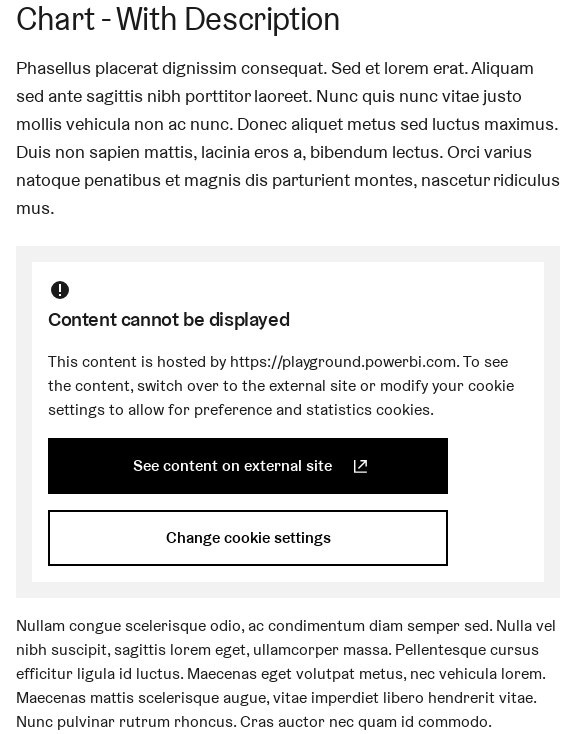 Chart - With Description
Phasellus placerat dignissim consequat. Sed et lorem erat. Aliquam
sed ante sagittis nibh porttitor laoreet. Nunc quis nunc vitae justo
mollis vehicula non ac nunc. Donec aliquet metus sed luctus maximus.
Duis non sapien mattis, lacinia eros a, bibendum lectus. Orci varius
natoque penatibus et magnis dis parturient montes, nascetur ridiculus
mus.
Content cannot be displayed
This content is hosted by https://playground.powerbi.com. To see
the content, switch over to the external site or modify your cookie
settings to allow for preference and statistics cookies.
See content on external site
Change cookie settings
Nullam congue scelerisque odio, ac condimentum diam semper sed. Nulla vel
nibh suscipit, sagittis lorem eget, ullamcorper massa. Pellentesque cursus
efficitur ligula id luctus. Maecenas eget volutpat metus, nec vehicula lorem.
Maecenas mattis scelerisque augue, vitae imperdiet libero hendrerit vitae.
Nunc pulvinar rutrum rhoncus. Cras auctor nec quam id commodo.